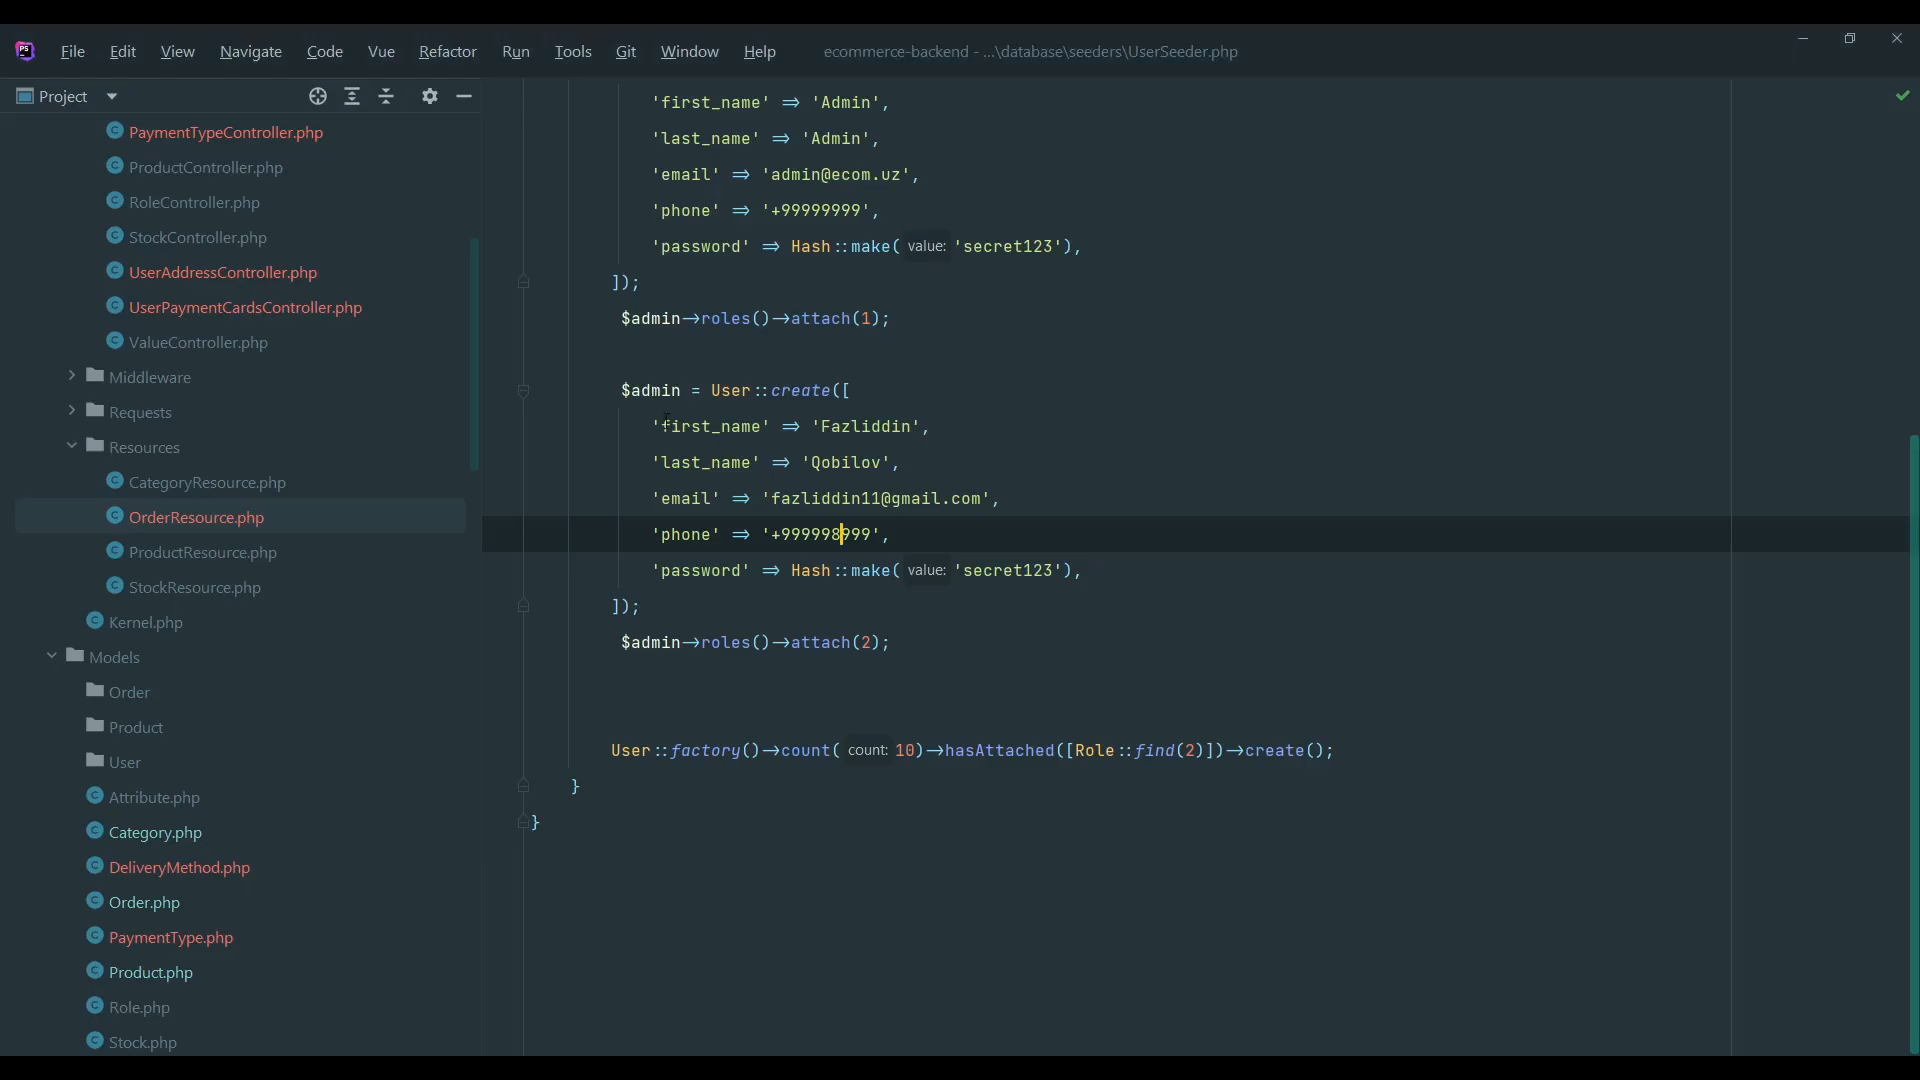 PS File Edit View Navigate Code Vue Refactor Run Tools Git Window Help ecommerce-backend - ...\database\seeders\UserSeeder.php
Project
PaymentTypeController.php
ProductController.php
RoleController.php
StockController.php
UserAddressController.php
UserPaymentCardsController.php
ValueController.php
Middleware
Requests
Resources
CategoryResource.php
OrderResource.php
ProductResource.php
StockResource.php
Kernel.php
Models
Order
Product
User
Attribute.php
Category.php
DeliveryMethod.php
Order.php
PaymentType.php
Product.php
Role.php
Stock.php
'first_name' => 'Admin',
'last_name' => 'Admin',
'email' => 'admin@ecom.uz',
'phone' => '+99999999',
'password' => Hash::make( value: 'secret123'),
]);
$admin->roles()->attach(1);
$admin = User::create([
'first_name' => 'Fazliddin',
'last_name' => 'Qobilov',
'email' => 'fazliddin11@gmail.com',
'phone' => '+999998999',
'password' => Hash::make( value: 'secret123'),
]);
$admin->roles()->attach(2);
User::factory()->count( count: 10)->hasAttached([Role::find(2)])->create();
}
}